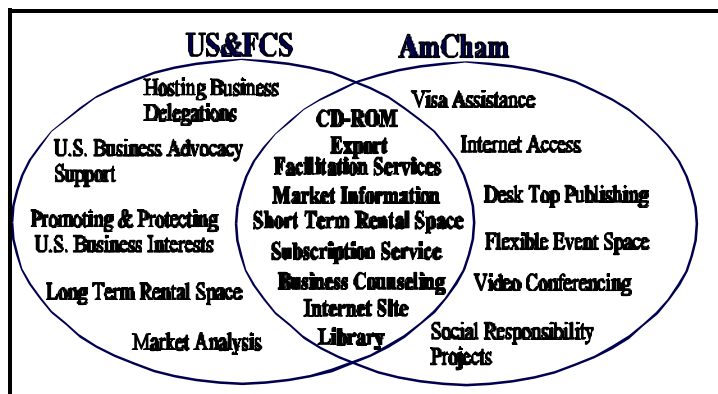 US&FCS
AmCham
Hosting Business
Delegations
U.S. Business Advocacy
Support
Promoting & Protecting
U.S. Business Interests
Long Term Rental Space
Market Analysis
CD-ROM
Export
Facilitation Services
Market Information
Short Term Rental Space
Subscription Service
Business Counseling
Internet Site
Library
Visa Assistance
Internet Access
Desk Top Publishing
Flexible Event Space
Video Conferencing
Social Responsibility
Projects